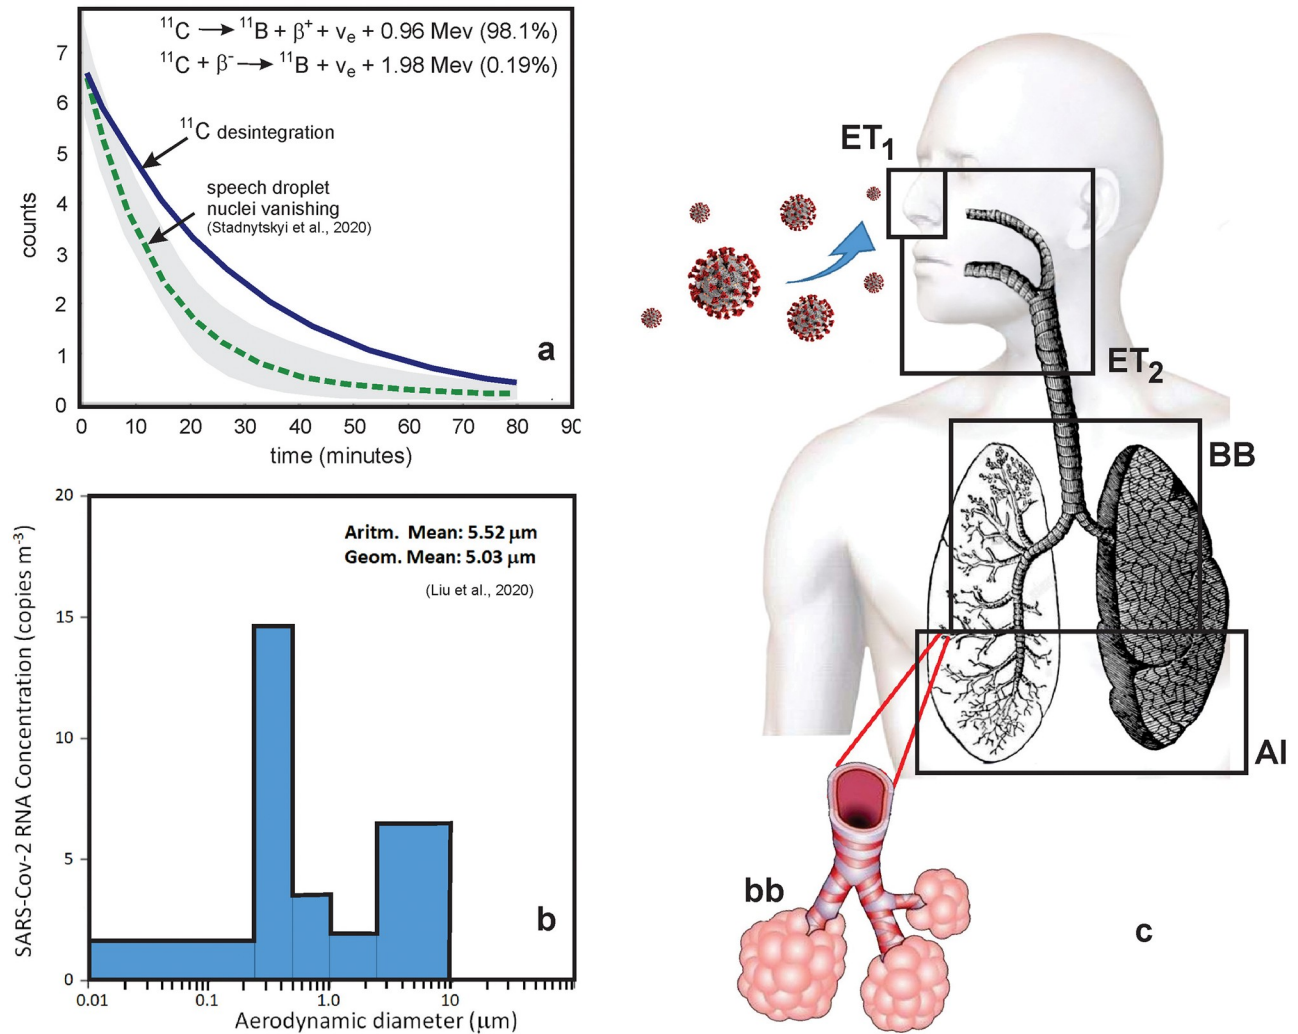 ¹¹C → ¹¹B + β⁺ + νₑ + 0.96 Mev (98.1%)
¹¹C + β⁻ → ¹¹B + νₑ + 1.98 Mev (0.19%)
¹¹C desintegration
speech droplet
nuclei vanishing
(Stadnytskyi et al., 2020)
a
counts
7
6
5
4
3
2
1
0
0 10 20 30 40 50 60 70 80 90
time (minutes)
20
15
10
5
0
SARS-Cov-2 RNA Concentration (copies m⁻³)
Aritm. Mean: 5.52 μm
Geom. Mean: 5.03 μm
(Liu et al., 2020)
b
0.01 0.1 1.0 10
Aerodynamic diameter (μm)
ET₁
ET₂
BB
AI
bb
c